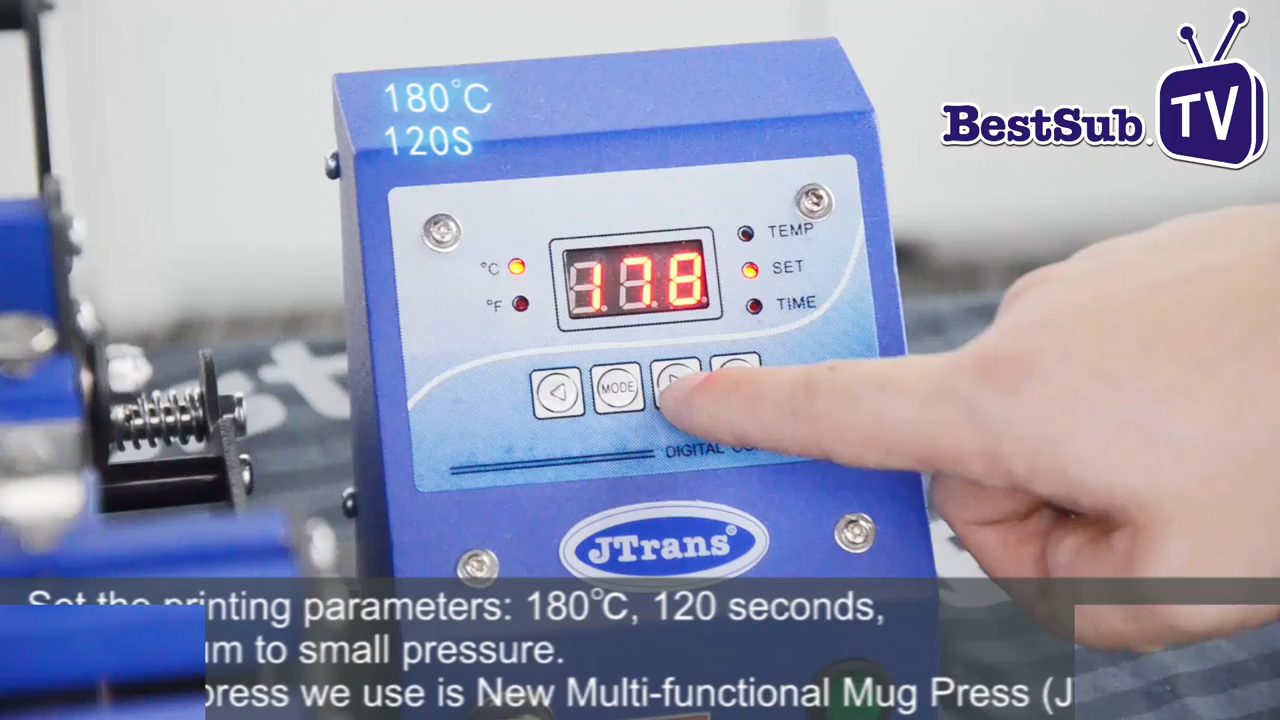 180°C
120S
BestSub TV
TEMP
°C
178
SET
°F
TIME
MODE
DIGITAL
JTrans®
Set the printing parameters: 180°C, 120 seconds,
to small pressure.
press we use is New Multi-functional Mug Press (J